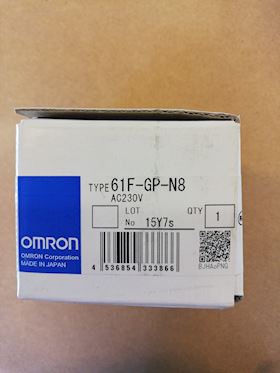 TYPE 61F-GP-N8
AC230V
LOT
No 15Y7s
QTY 1
OMRON
OMRON Corporation
MADE IN JAPAN
4 536854 333866
BJHAoPNG